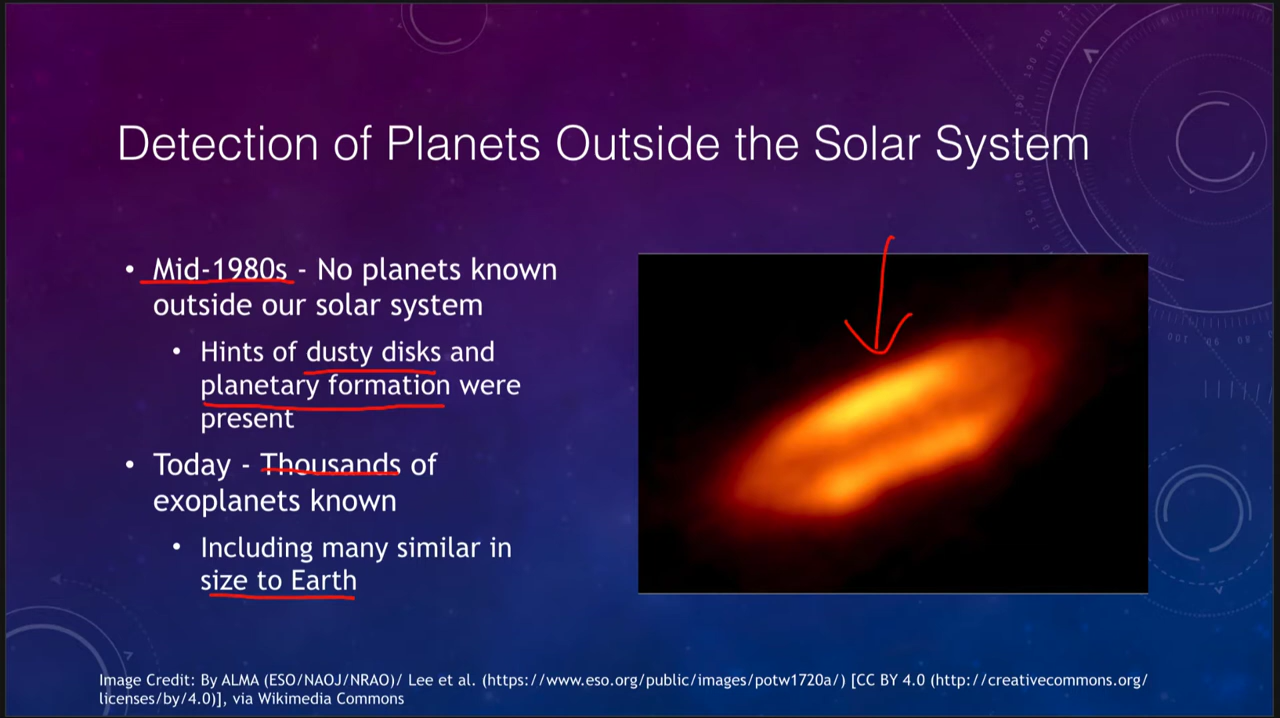 Detection of Planets Outside the Solar System
• Mid-1980s - No planets known
outside our solar system
• Hints of dusty disks and
planetary formation were
present
• Today - Thousands of
exoplanets known
• Including many similar in
size to Earth
Image Credit: By ALMA (ESO/NAOJ/NRAO)/ Lee et al. (https://www.eso.org/public/images/potw1720a/) [CC BY 4.0 (http://creativecommons.org/
licenses/by/4.0)], via Wikimedia Commons